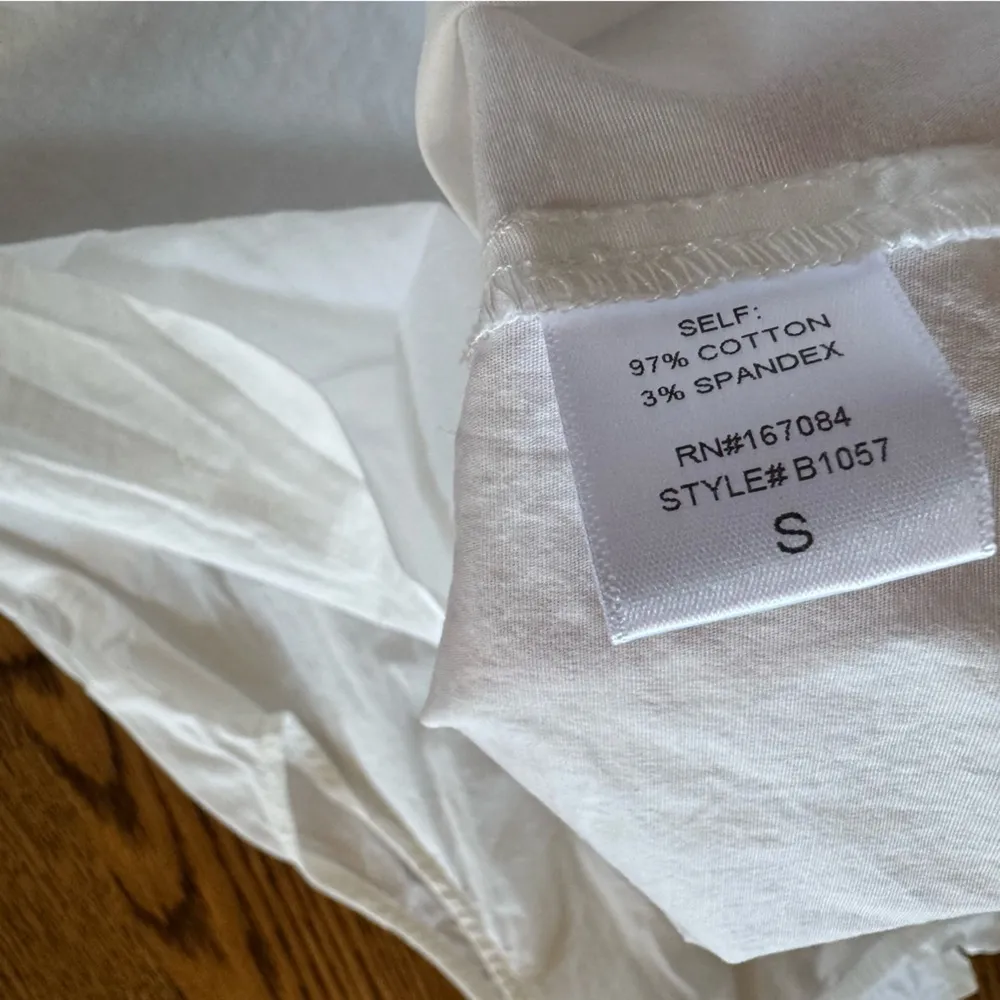 SELF:
97% COTTON
3% SPANDEX
RN#167084
STYLE# B1057
S